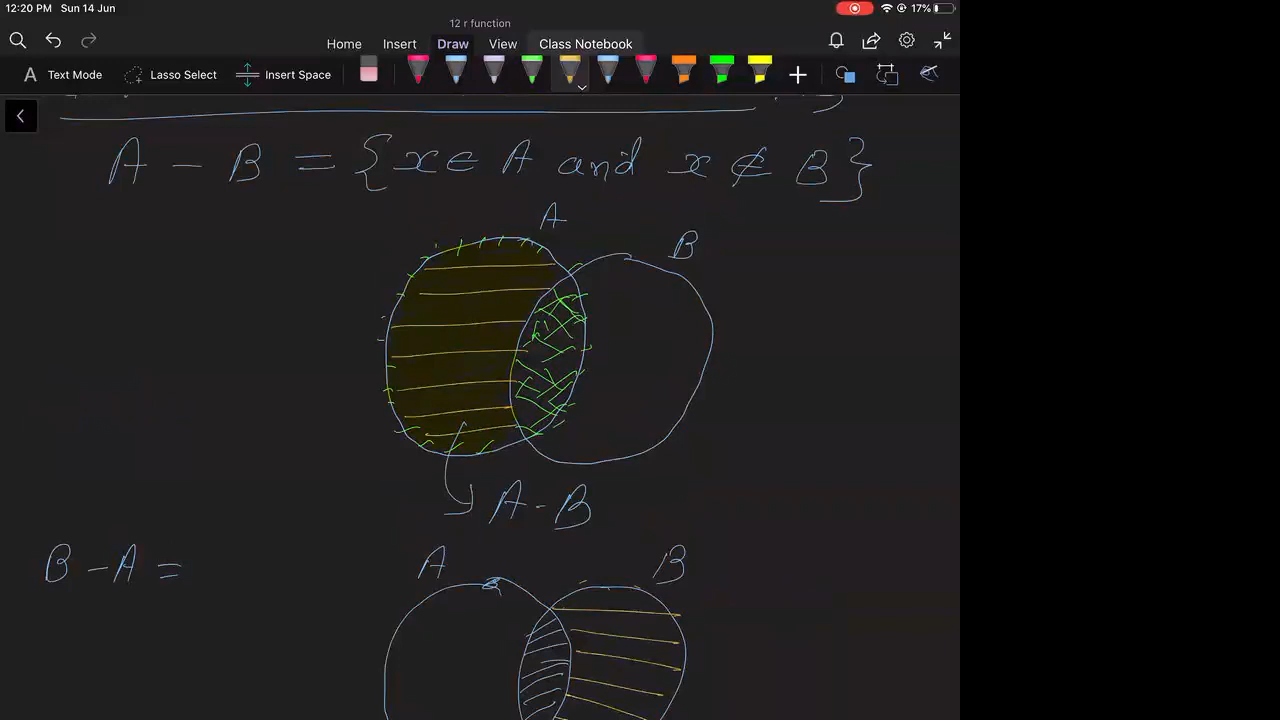 12:20 PM Sun 14 Jun 17%
12 r function
Home Insert Draw View Class Notebook
A Text Mode Lasso Select Insert Space
A - B = {x ∈ A and x ∉ B}
A
B
A - B
B - A =
A B